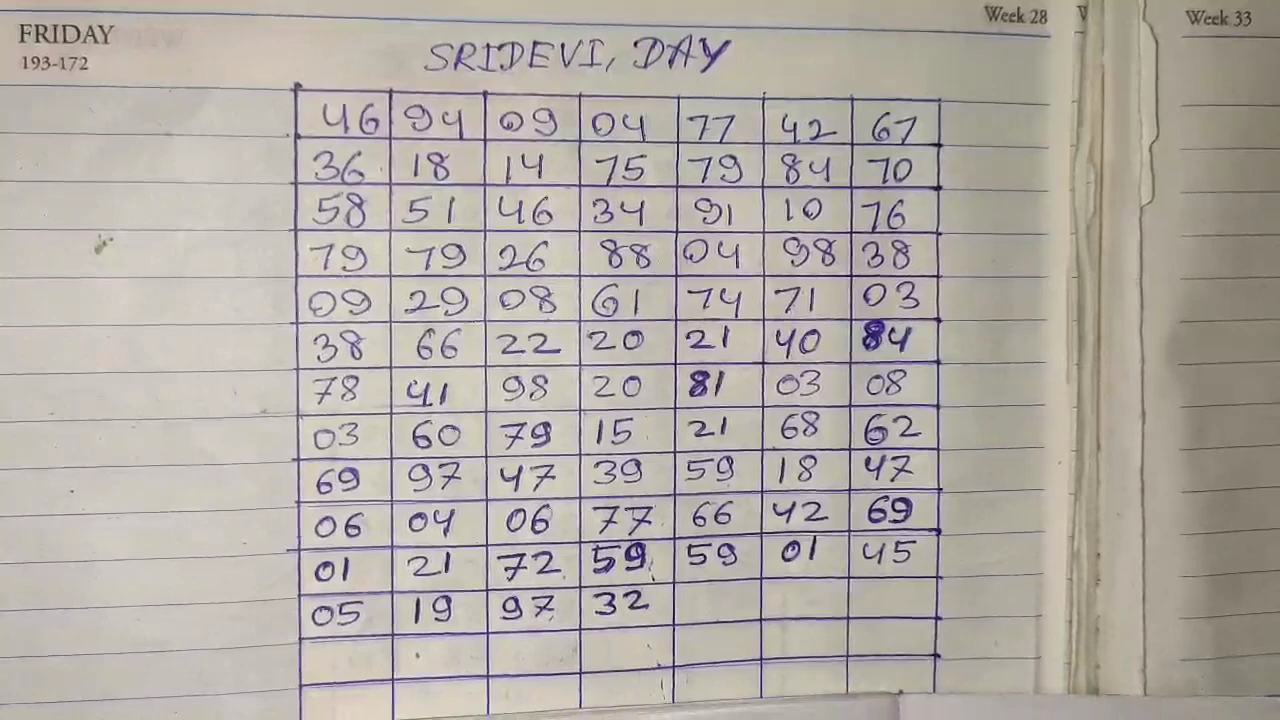 Week 28
Week 33
FRIDAY
193-172
SRIDEVI, DAY
46 94 09 04 77 42 67
36 18 14 75 79 84 70
58 51 46 34 91 10 76
79 79 26 88 04 98 38
09 29 08 61 74 71 03
38 66 22 20 21 40 84
78 41 98 20 81 03 08
03 60 79 15 21 68 62
69 97 47 39 59 18 47
06 04 06 77 66 42 69
01 21 72 59 59 01 45
05 19 97 32